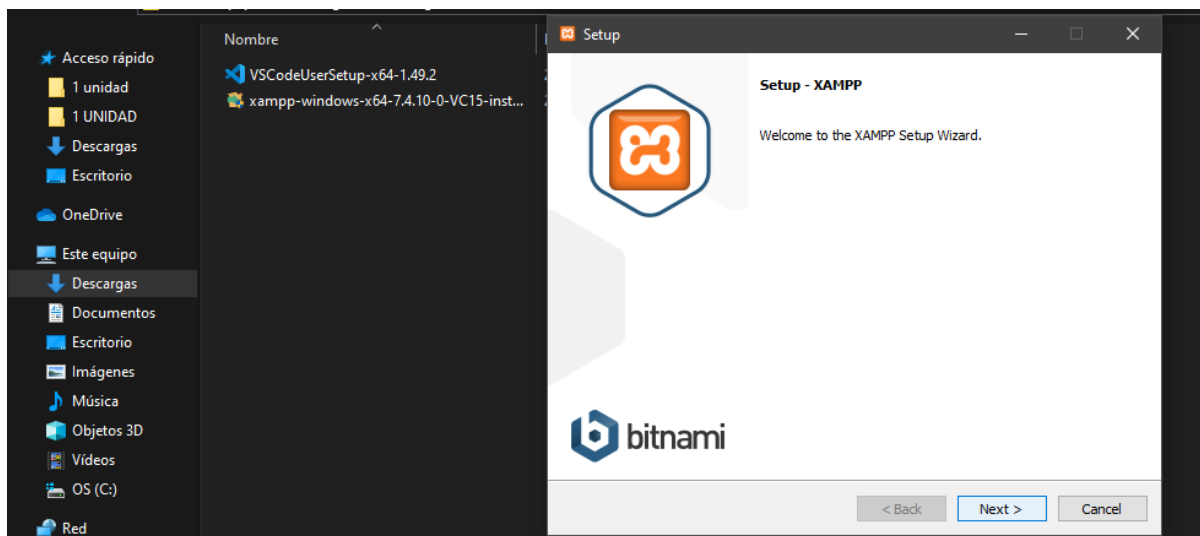 Acceso rápido
1 unidad
1 UNIDAD
Descargas
Escritorio
OneDrive
Este equipo
Descargas
Documentos
Escritorio
Imágenes
Música
Objetos 3D
Vídeos
OS (C:)
Red
Nombre
VSCodeUserSetup-x64-1.49.2
xampp-windows-x64-7.4.10-0-VC15-inst...
Setup
Setup - XAMPP
Welcome to the XAMPP Setup Wizard.
bitnami
< Back Next > Cancel